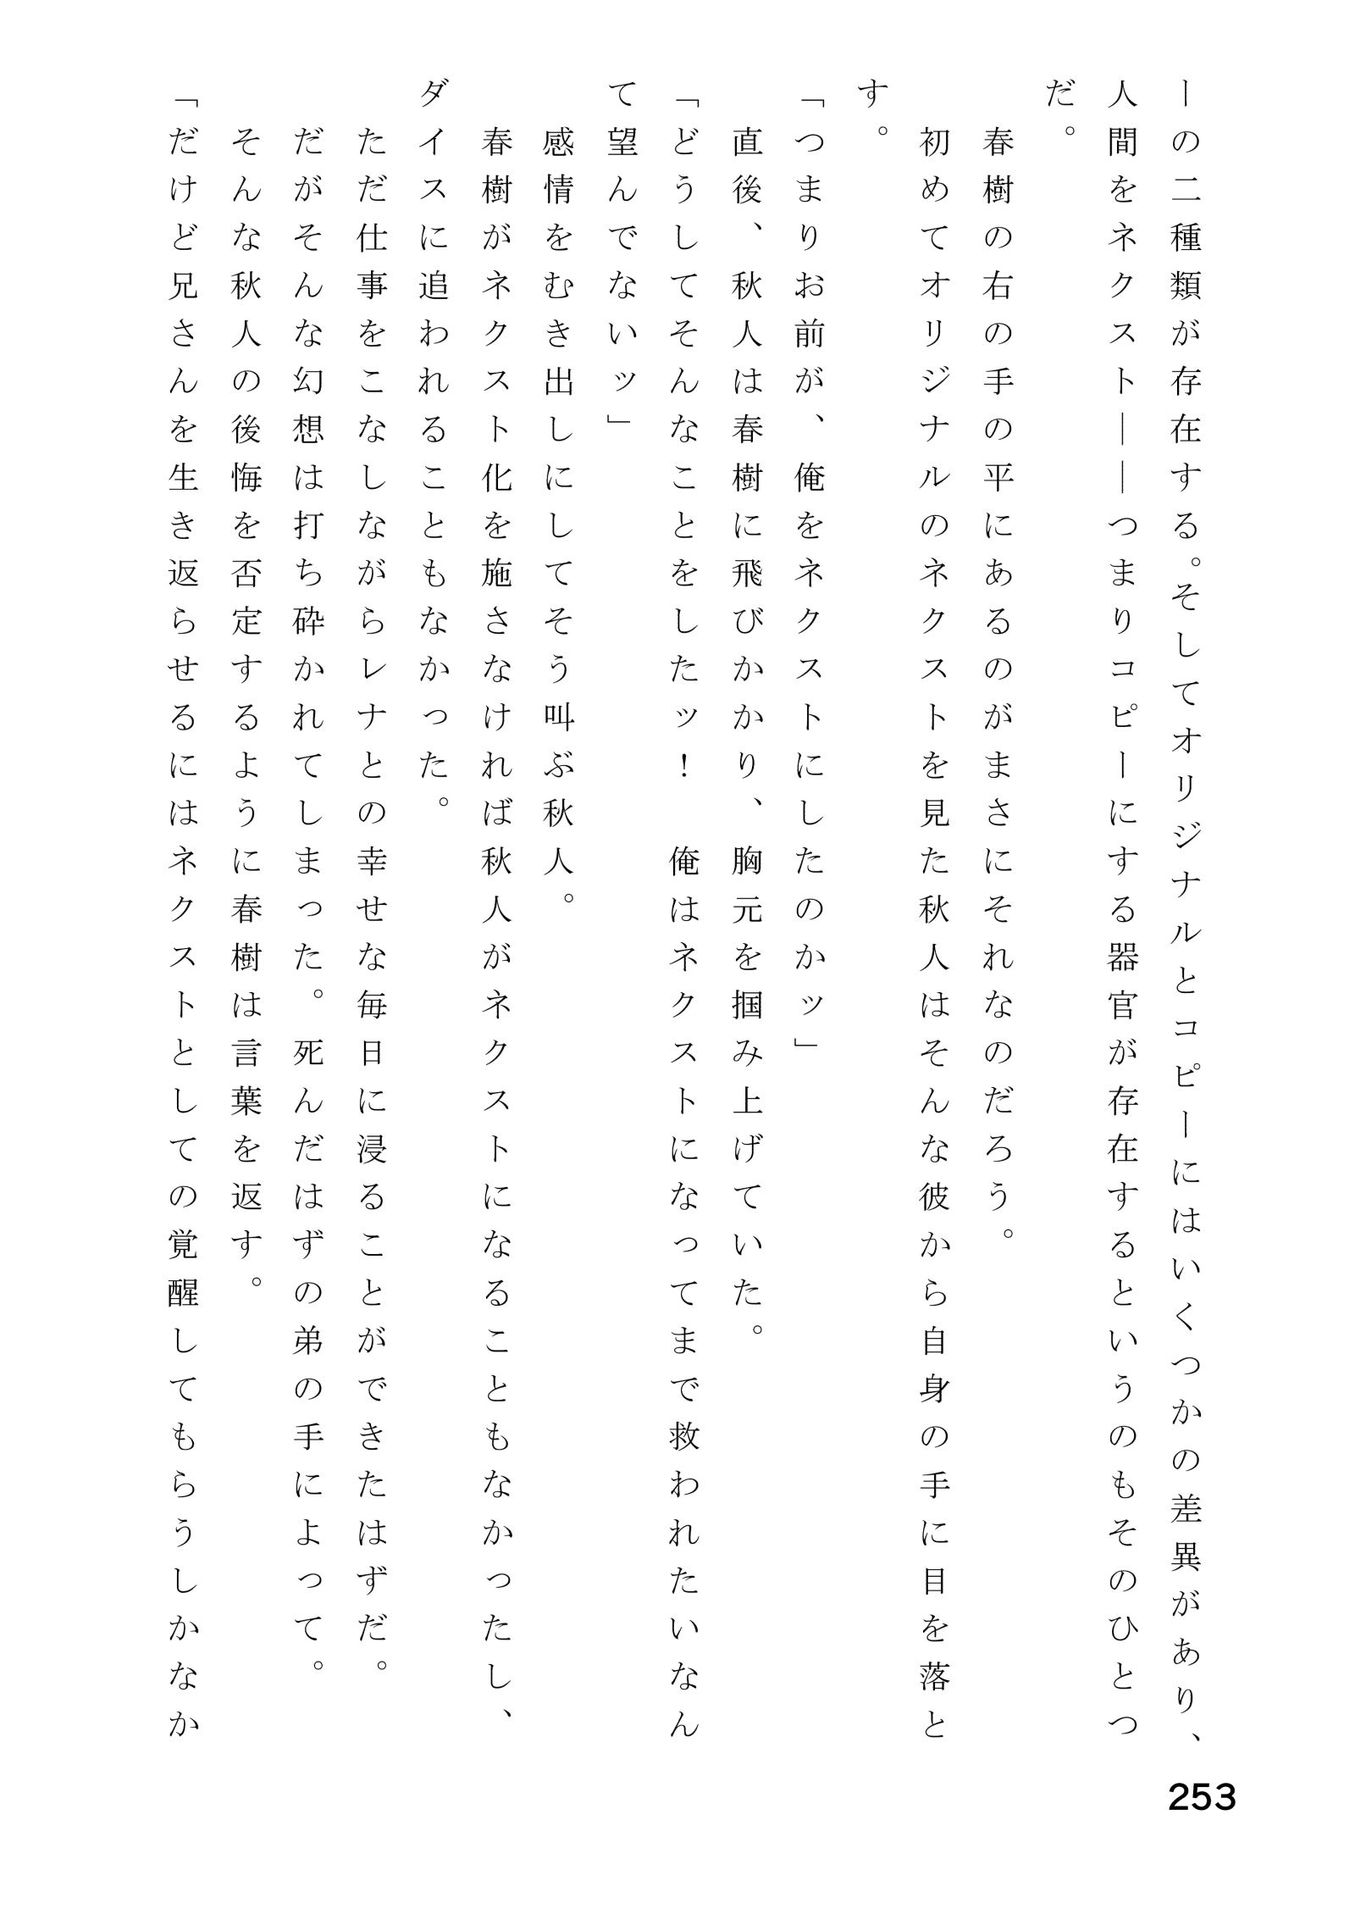 ーの二種類が存在する。そしてオリジナルとコピーにはいくつかの差異があり、
人間をネクスト――つまりコピーにする器官が存在するというのもそのひとつ
だ。
　春樹の右の手の平にあるのがまさにそれなのだろう。
　初めてオリジナルのネクストを見た秋人はそんな彼から自身の手に目を落と
す。
「つまりお前が、俺をネクストにしたのかッ」
　直後、秋人は春樹に飛びかかり、胸元を掴み上げていた。
「どうしてそんなことをしたッ！　俺はネクストになってまで救われたいなん
て望んでないッ」
　感情をむき出しにしてそう叫ぶ秋人。
　春樹がネクスト化を施さなければ秋人がネクストになることもなかったし、
ダイスに追われることもなかった。
　ただ仕事をこなしながらレナとの幸せな毎日に浸ることができたはずだ。
　だがそんな幻想は打ち砕かれてしまった。死んだはずの弟の手によって。
　そんな秋人の後悔を否定するように春樹は言葉を返す。
「だけど兄さんを生き返らせるにはネクストとしての覚醒してもらうしかなか
253